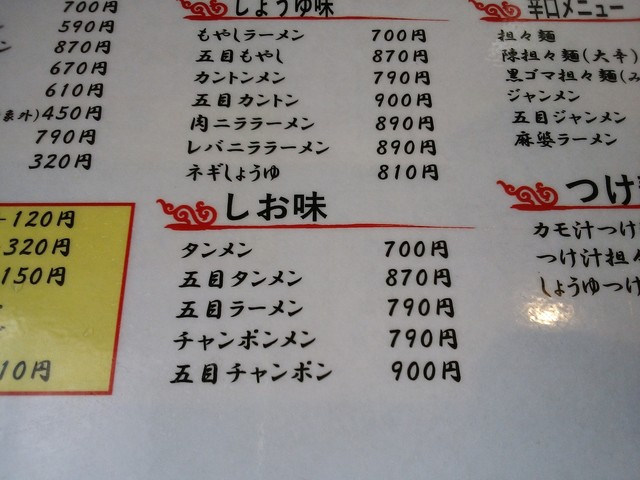 700円
590円
870円
670円
610円
450円
790円
320円
120円
320円
150円
10円
しょうゆ味
もやしラーメン 700円
五目もやし 870円
カントンメン 790円
五目カントン 900円
肉ニララーメン 890円
レバニララーメン 890円
ネギしょうゆ 810円
しお味
タンメン 700円
五目タンメン 870円
五目ラーメン 790円
チャンポンメン 790円
五目チャンポン 900円
辛口メニュー
担々麺
陳担々麺(大辛)
黒ゴマ担々麺(み
ジャンメン
五目ジャンメン
麻婆ラーメン
つけ
カモ汁つけ
つけ汁担々
しょうゆつけ